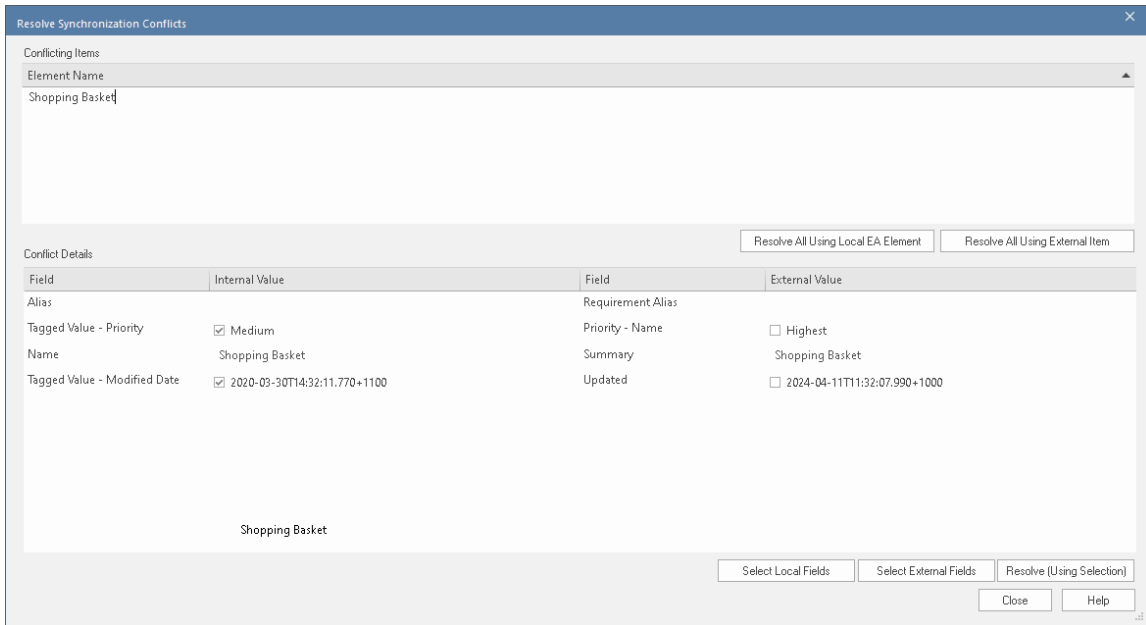 Resolve Synchronization Conflicts
Conflicting Items
Element Name
Shopping Basket
Resolve All Using Local EA Element Resolve All Using External Item
Conflict Details
Field Internal Value Field External Value
Alias Requirement Alias
Tagged Value - Priority Medium Priority - Name Highest
Name Shopping Basket Summary Shopping Basket
Tagged Value - Modified Date 2020-03-30T14:32:11.770+1100 Updated 2024-04-11T11:32:07.990+1000
Shopping Basket
Select Local Fields Select External Fields Resolve (Using Selection)
Close Help